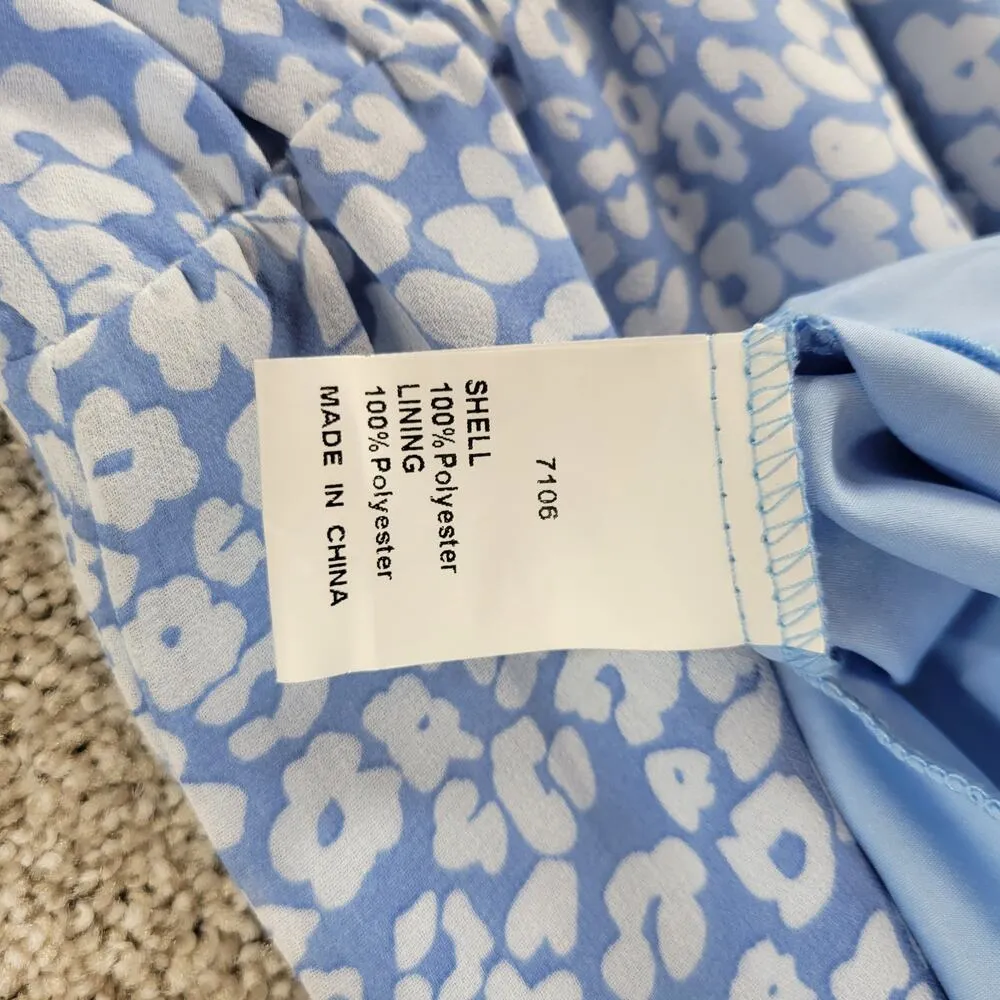 7106
SHELL
100% Polyester
LINING
100% Polyester
MADE IN CHINA